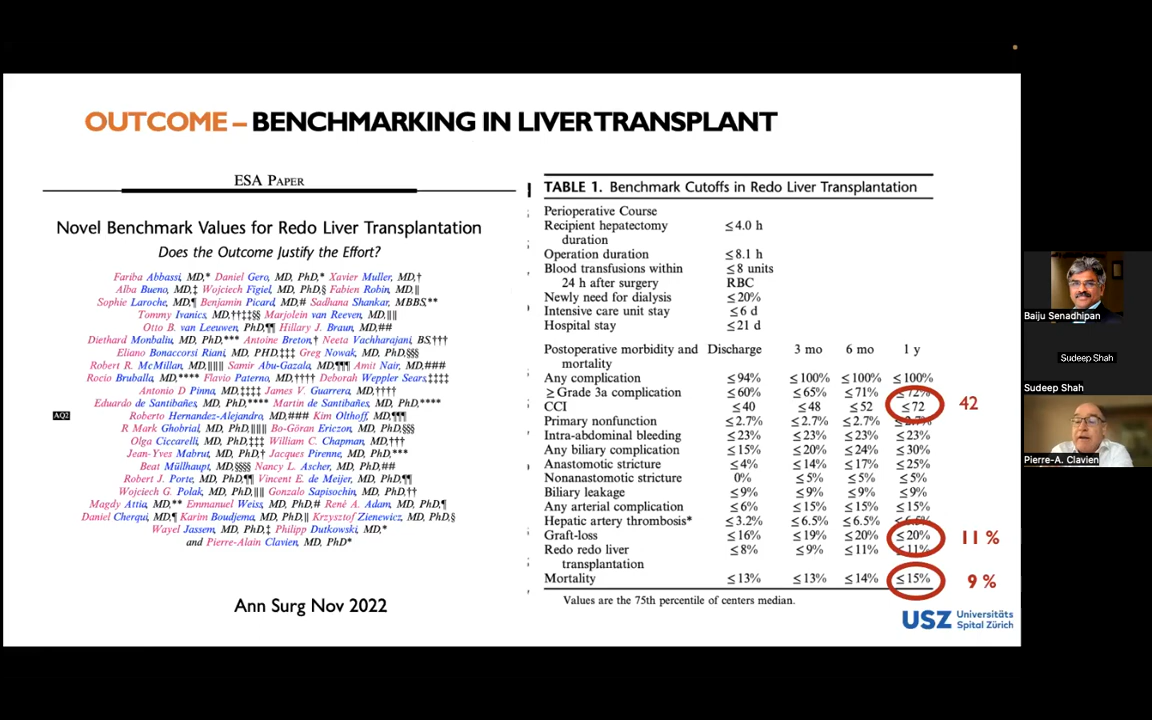 OUTCOME – BENCHMARKING IN LIVER TRANSPLANT
ESA PAPER
Novel Benchmark Values for Redo Liver Transplantation
Does the Outcome Justify the Effort?
Fariba Abbassi, MD,* Daniel Gero, MD, PhD,* Xavier Muller, MD,†
Alba Bueno, MD,‡ Wojciech Figiel, MD, PhD,§ Fabien Robin, MD,∥
Sophie Laroche, MD,¶ Benjamin Picard, MD,# Sadhana Shankar, MBBS,**
Tommy Ivanics, MD,††‡‡§§ Marjolein van Reeven, MD,∥∥
Otto B. van Leeuwen, PhD,¶¶ Hillary J. Braun, MD,##
Diethard Monbaliu, MD, PhD,*** Antoine Breton,† Neeta Vachharajani, BS,†††
Eliano Bonaccorsi Riani, MD, PHD,‡‡‡ Greg Nowak, MD, PhD,§§§
Robert R. McMillan, MD,∥∥∥ Samir Abu-Gazala, MD,¶¶¶ Amit Nair, MD,###
Rocio Bruballa, MD,**** Flavio Paterno, MD,†††† Deborah Weppler Sears,‡‡‡‡
Antonio D Pinna, MD,‡‡‡‡ James V. Guarrera, MD,††††
Eduardo de Santibañes, MD, PhD,**** Martin de Santibañes, MD, PhD,****
AQ2 Roberto Hernandez-Alejandro, MD,### Kim Olthoff, MD,¶¶¶
R Mark Ghobrial, MD, PhD,∥∥∥ Bo-Göran Ericzon, MD, PhD,§§§
Olga Ciccarelli, MD, PhD,‡‡‡ William C. Chapman, MD,†††
Jean-Yves Mabrut, MD, PhD,† Jacques Pirenne, MD, PhD,***
Beat Müllhaupt, MD,§§§§ Nancy L. Ascher, MD, PhD,##
Robert J. Porte, MD, PhD,¶¶ Vincent E. de Meijer, MD, PhD,¶¶
Wojciech G. Polak, MD, PhD,∥∥ Gonzalo Sapisochin, MD, PhD,††
Magdy Attia, MD,** Emmanuel Weiss, MD, PhD,# René A. Adam, MD, PhD,¶
Daniel Cherqui, MD,¶ Karim Boudjema, MD, PhD,∥ Krzysztof Zienewicz, MD, PhD,§
Wayel Jassem, MD, PhD,‡ Philipp Dutkowski, MD,*
and Pierre-Alain Clavien, MD, PhD*
Ann Surg Nov 2022
TABLE 1. Benchmark Cutoffs in Redo Liver Transplantation
Perioperative Course
Recipient hepatectomy ≤4.0 h
duration
Operation duration ≤8.1 h
Blood transfusions within ≤8 units
24 h after surgery RBC
Newly need for dialysis ≤20%
Intensive care unit stay ≤6 d
Hospital stay ≤21 d
Postoperative morbidity and Discharge 3 mo 6 mo 1 y
mortality
Any complication ≤94% ≤100% ≤100% ≤100%
≥Grade 3a complication ≤60% ≤65% ≤71% ≤72%
CCI ≤40 ≤48 ≤52 ≤72 42
Primary nonfunction ≤2.7% ≤2.7% ≤2.7% ≤2.7%
Intra-abdominal bleeding ≤23% ≤23% ≤23% ≤23%
Any biliary complication ≤15% ≤20% ≤24% ≤30%
Anastomotic stricture ≤4% ≤14% ≤17% ≤25%
Nonanastomotic stricture 0% ≤5% ≤5% ≤5%
Biliary leakage ≤9% ≤9% ≤9% ≤9%
Any arterial complication ≤6% ≤15% ≤15% ≤15%
Hepatic artery thrombosis* ≤3.2% ≤6.5% ≤6.5% ≤6.5%
Graft-loss ≤16% ≤19% ≤20% ≤20% 11 %
Redo redo liver ≤8% ≤9% ≤11% ≤11%
transplantation
Mortality ≤13% ≤13% ≤14% ≤15% 9 %
Values are the 75th percentile of centers median.
USZ Universitäts
Spital Zürich
Baiju Senadhipan
Sudeep Shah
Sudeep Shah
Pierre-A. Clavien